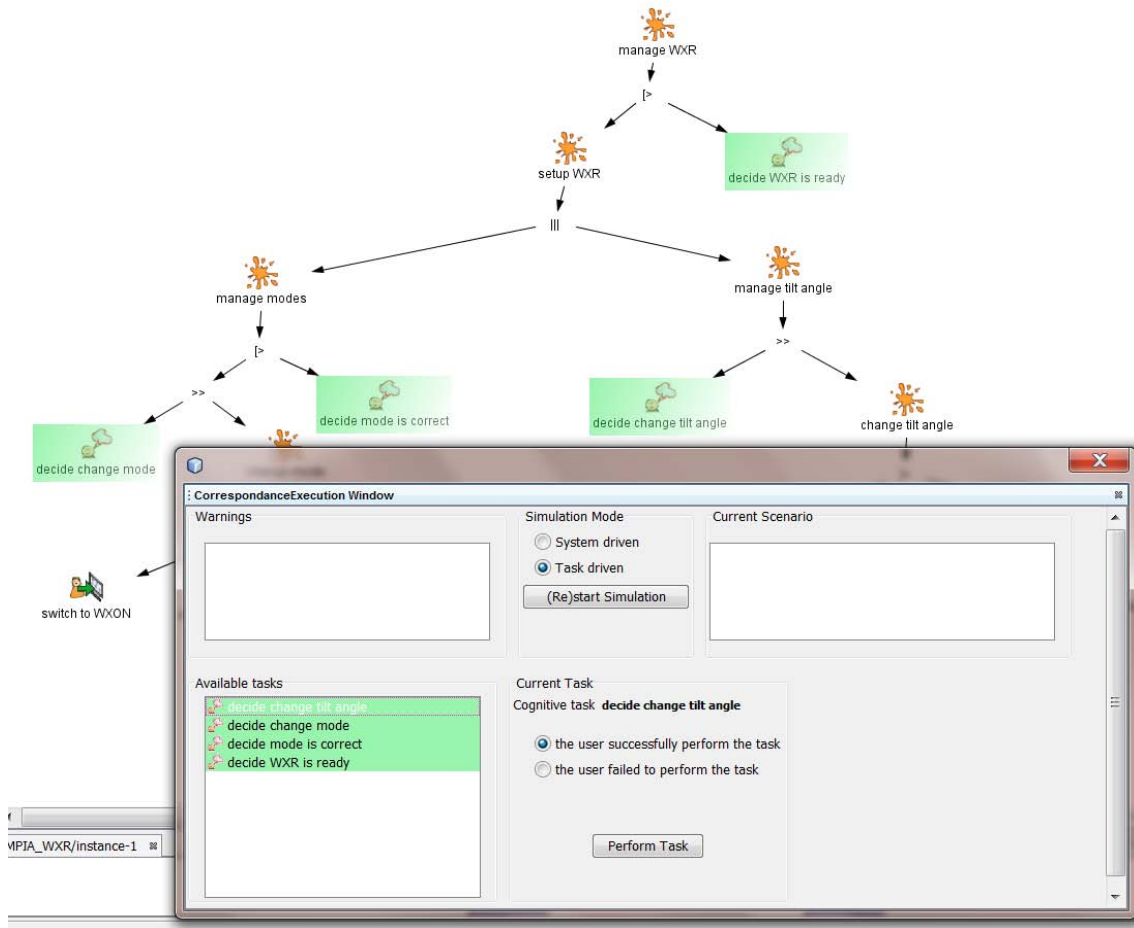 manage WXR
[>
setup WXR
decide WXR is ready
|||
manage modes
manage tilt angle
[>
>>
>>
decide mode is correct
decide change tilt angle
change tilt angle
decide change mode
switch to WXON
CorrespondanceExecution Window
Warnings
Simulation Mode
Current Scenario
System driven
Task driven
(Re)start Simulation
Available tasks
decide change tilt angle
decide change mode
decide mode is correct
decide WXR is ready
Current Task
Cognitive task decide change tilt angle
the user successfully perform the task
the user failed to perform the task
Perform Task
MPIA_WXR/instance-1